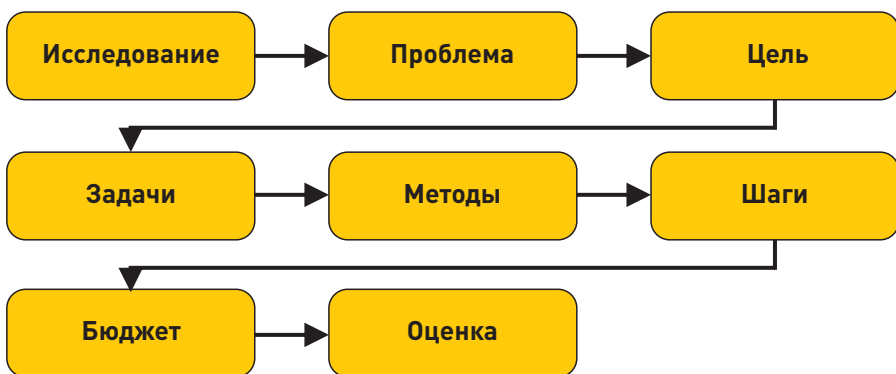 Исследование
Проблема
Цель
Задачи
Методы
Шаги
Бюджет
Оценка